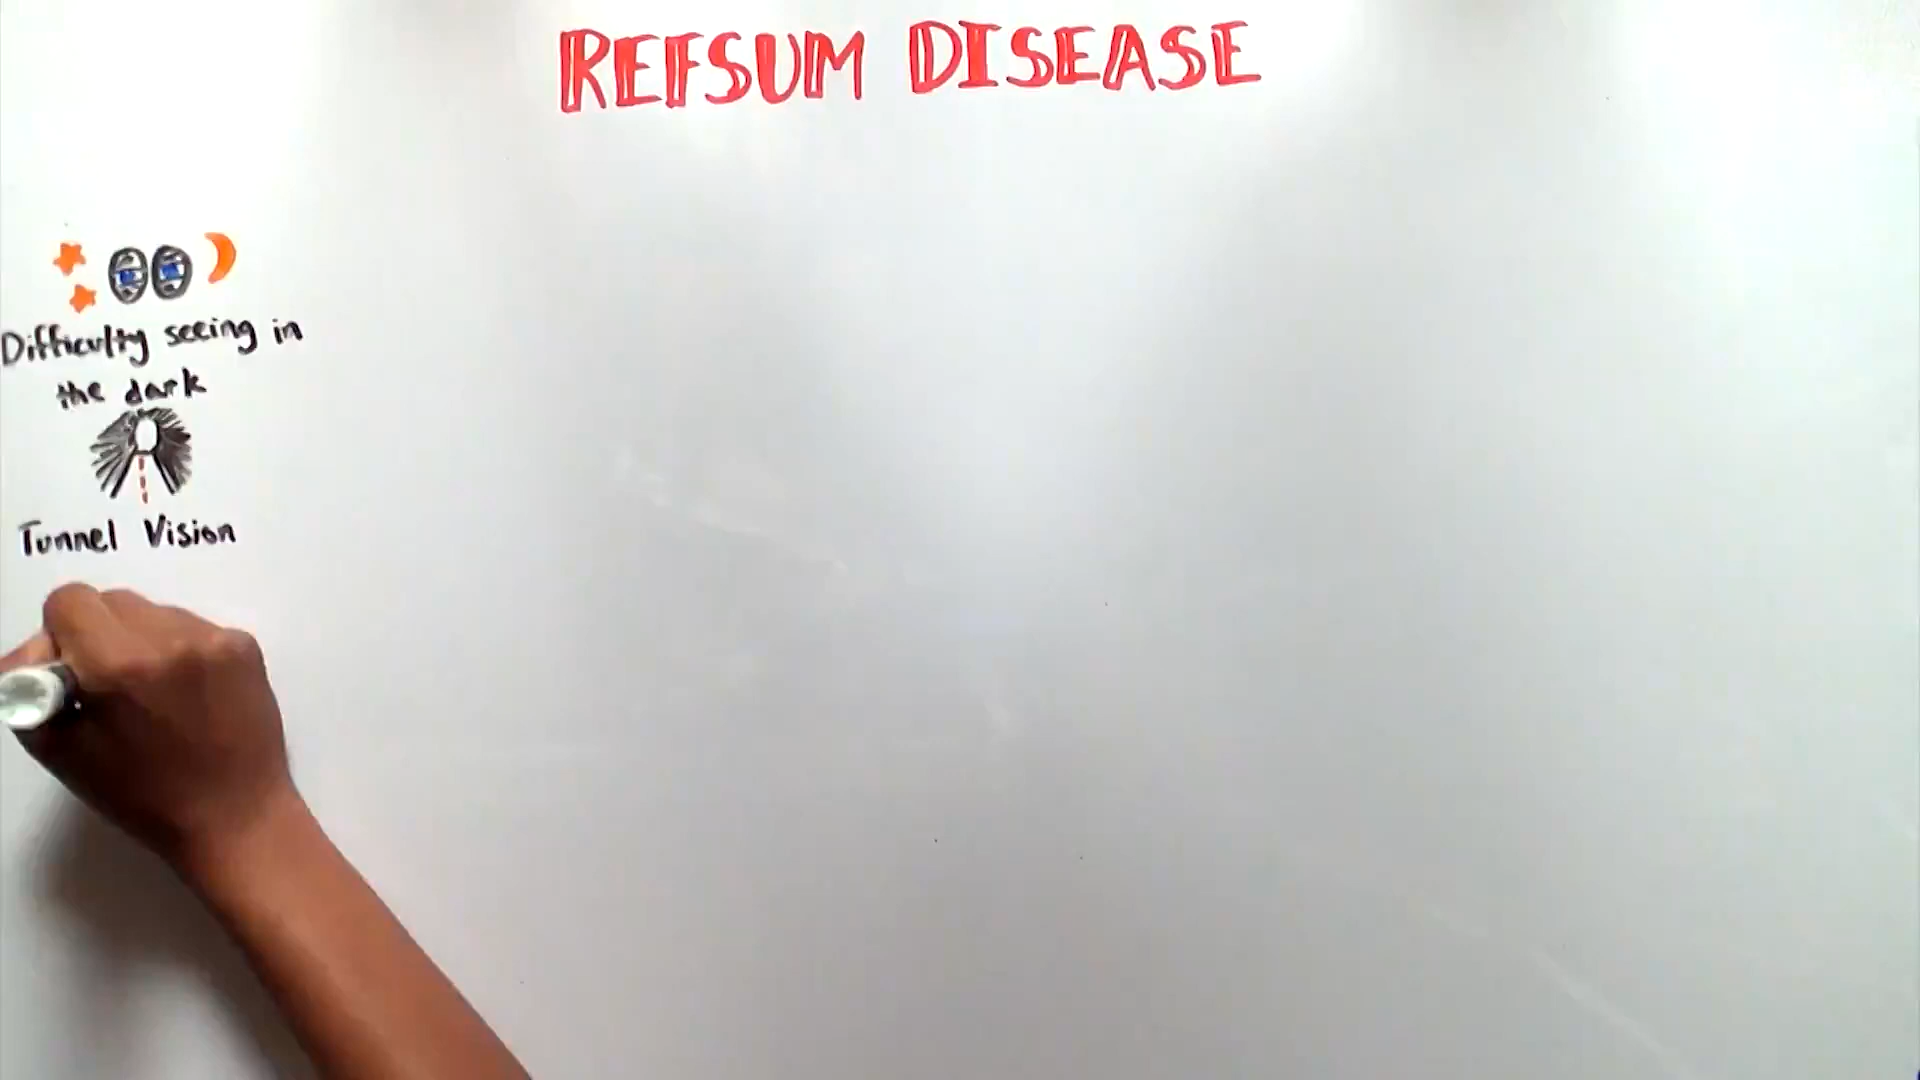 REFSUM DISEASE
Difficulty seeing in
the dark
Tunnel Vision